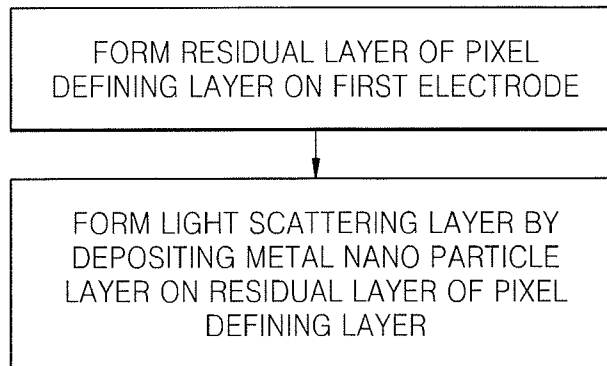 FORM RESIDUAL LAYER OF PIXEL
DEFINING LAYER ON FIRST ELECTRODE
FORM LIGHT SCATTERING LAYER BY
DEPOSITING METAL NANO PARTICLE
LAYER ON RESIDUAL LAYER OF PIXEL
DEFINING LAYER